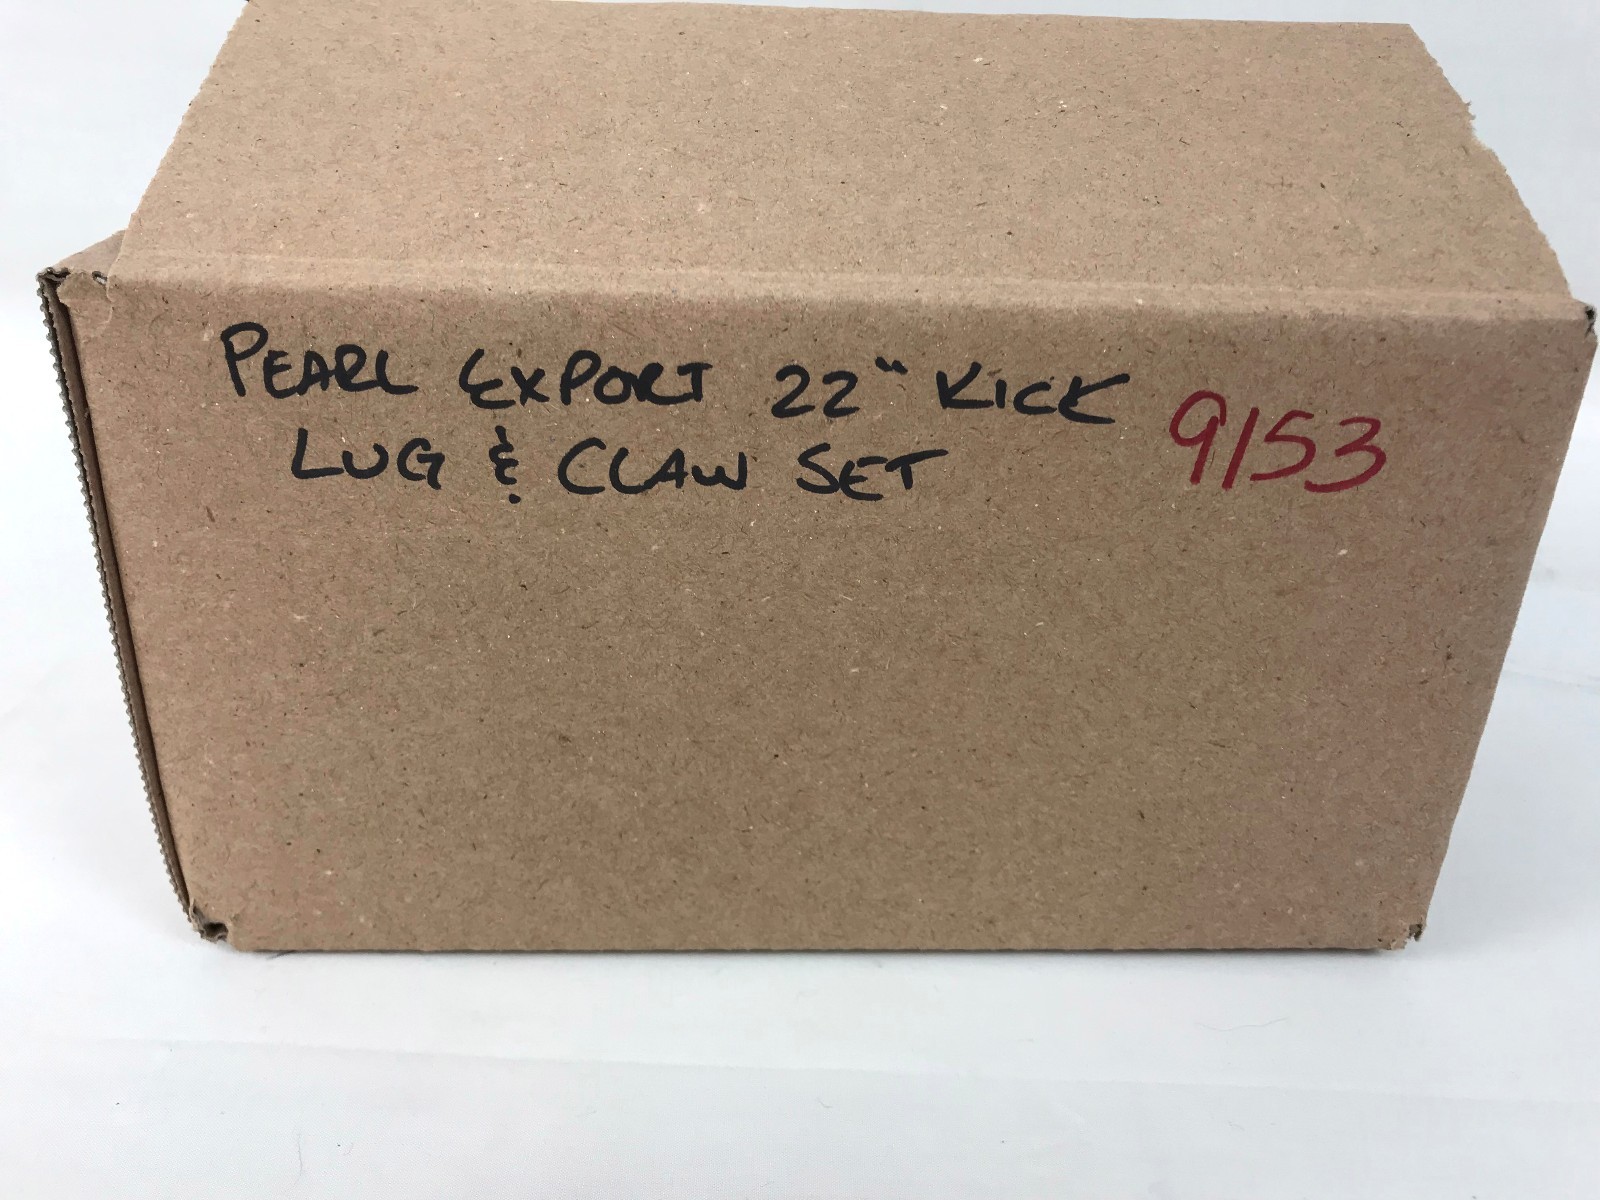 PEARL EXPORT 22" KICK
LUG & CLAW SET
9153